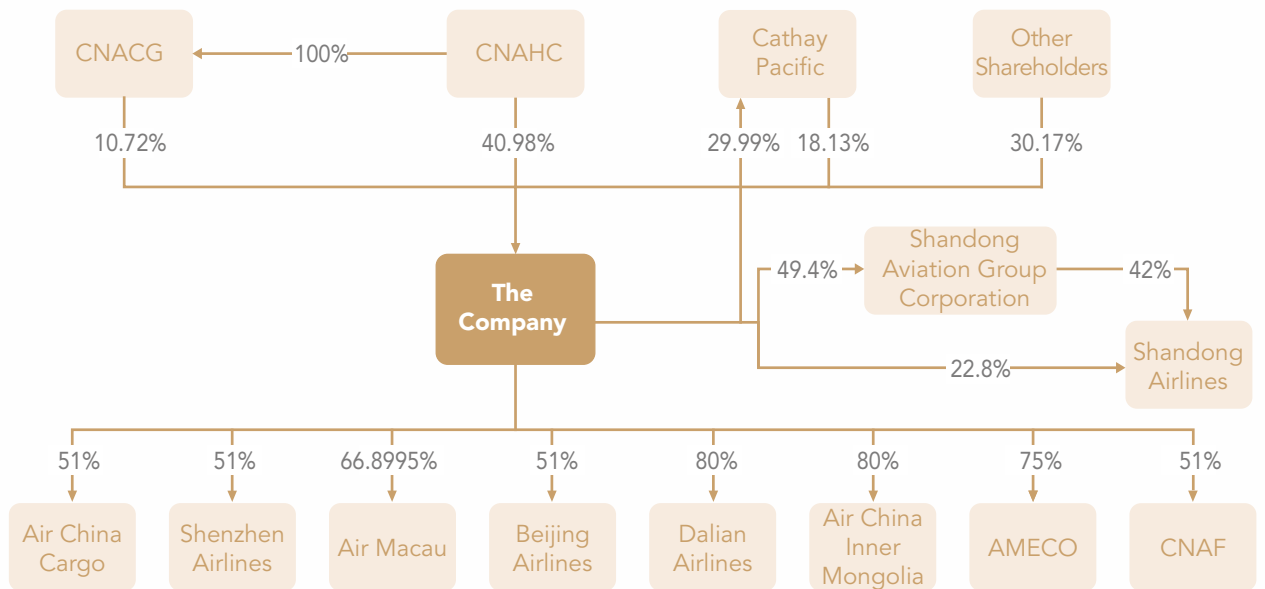 CNACG
100%
CNAHC
Cathay
Pacific
Other
Shareholders
10.72%
40.98%
29.99%
18.13%
30.17%
The
Company
49.4%
Shandong
Aviation Group
Corporation
42%
22.8%
Shandong
Airlines
51%
51%
66.8995%
51%
80%
80%
75%
51%
Air China
Cargo
Shenzhen
Airlines
Air Macau
Beijing
Airlines
Dalian
Airlines
Air China
Inner
Mongolia
AMECO
CNAF